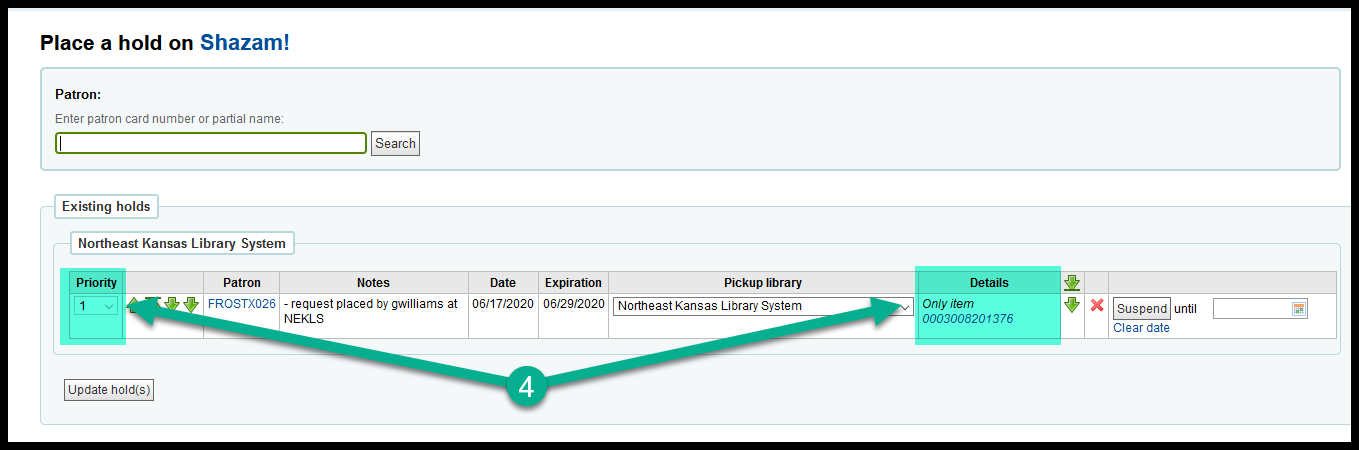 Place a hold on Shazam!
Patron:
Enter patron card number or partial name:
Search
Existing holds
Northeast Kansas Library System
Priority Patron Notes Date Expiration Pickup library Details
1 FROSTX026 - request placed by gwilliams at NEKLS 06/17/2020 06/29/2020 Northeast Kansas Library System Only item 0003008201376 Suspend until
Clear date
4
Update hold(s)